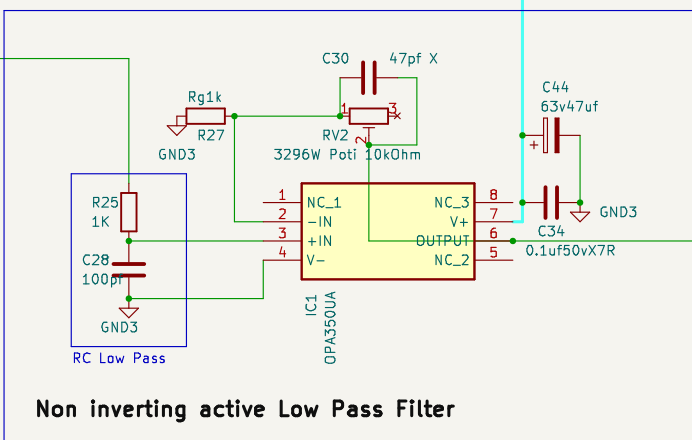 C30
47pf X
C44
63v47uf
Rg1k
R27
GND3
1
3
RV2
2
3296W Poti 10kOhm
R25
1K
C28
100pf
GND3
RC Low Pass
1
NC_1
2
-IN
3
+IN
4
V-
NC_3
8
V+
7
OUTPUT
6
NC_2
5
IC1
OPA350UA
+
GND3
C34
0.1uf50vX7R
Non inverting active Low Pass Filter